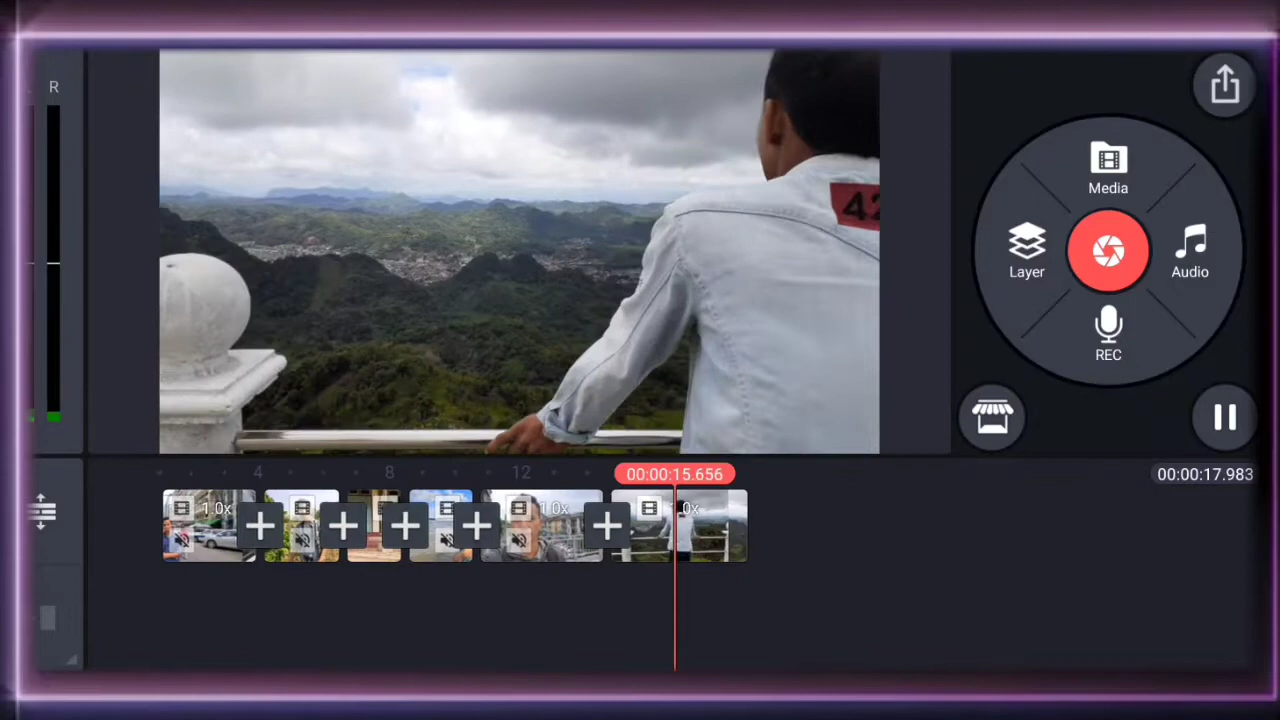 R
Media
Layer
Audio
REC
42
4
8
12
00:00:15.656
00:00:17.983
1.0x
1.0x
0x